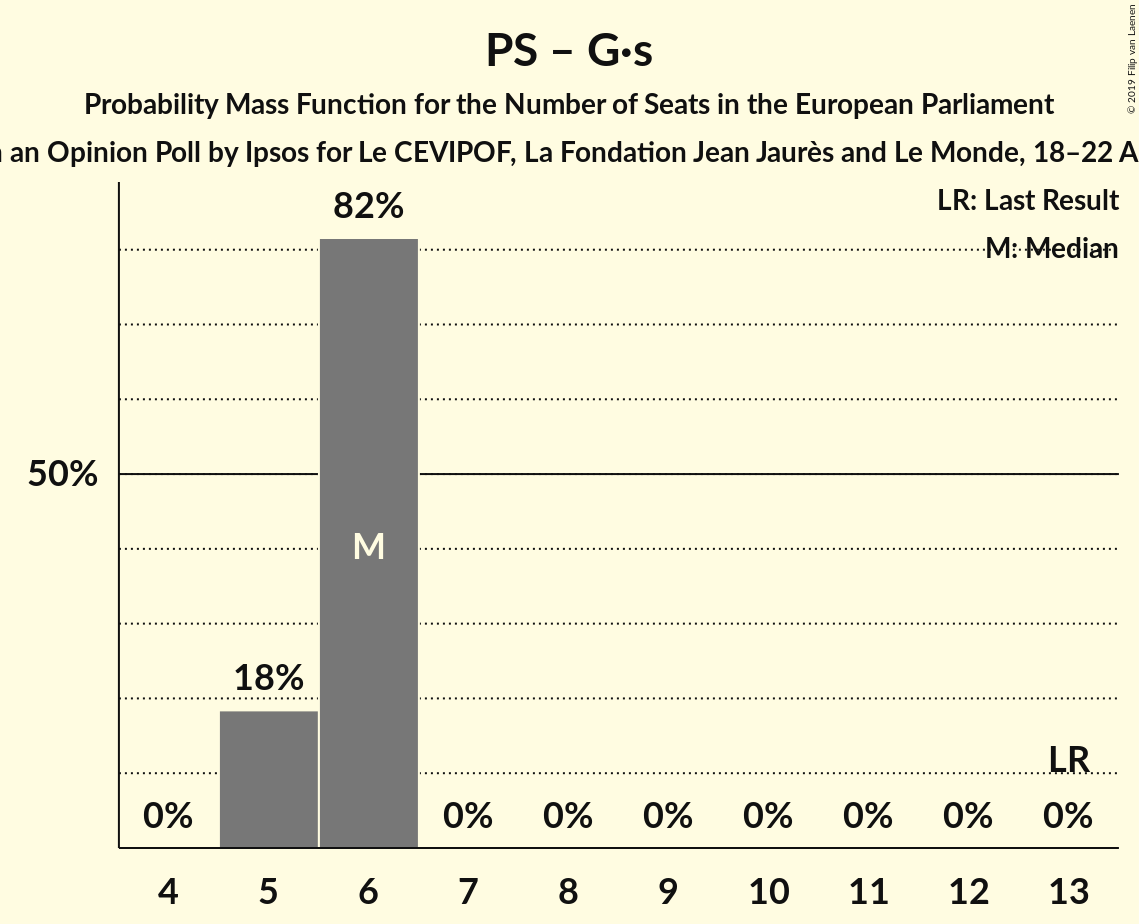 PS – G·s
Probability Mass Function for the Number of Seats in the European Parliament
an Opinion Poll by Ipsos for Le CEVIPOF, La Fondation Jean Jaurès and Le Monde, 18–22 A
© 2019 Filip van Laenen
LR: Last Result
M: Median
82%
50%
M
18%
LR
0% 0% 0% 0% 0% 0% 0% 0%
4 5 6 7 8 9 10 11 12 13